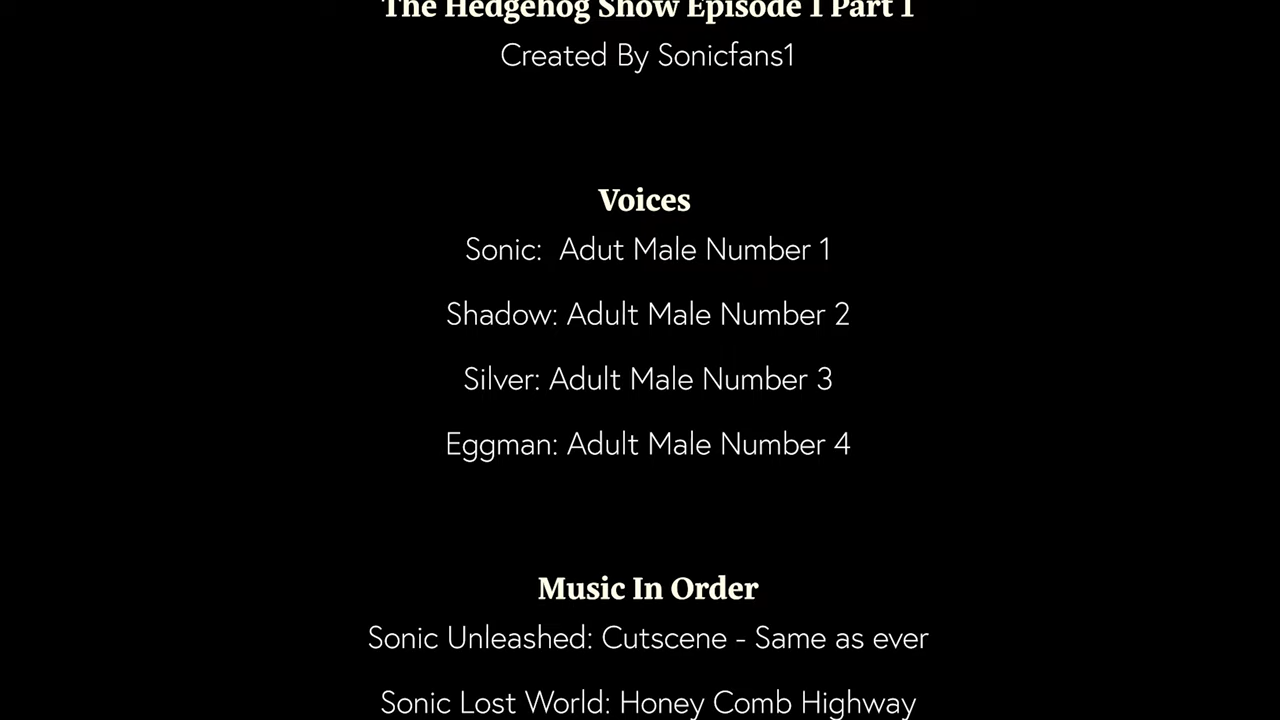 The Hedgehog Show Episode 1 Part 1
Created By Sonicfans1
Voices
Sonic:  Adut Male Number 1
Shadow: Adult Male Number 2
Silver: Adult Male Number 3
Eggman: Adult Male Number 4
Music In Order
Sonic Unleashed: Cutscene - Same as ever
Sonic Lost World: Honey Comb Highway